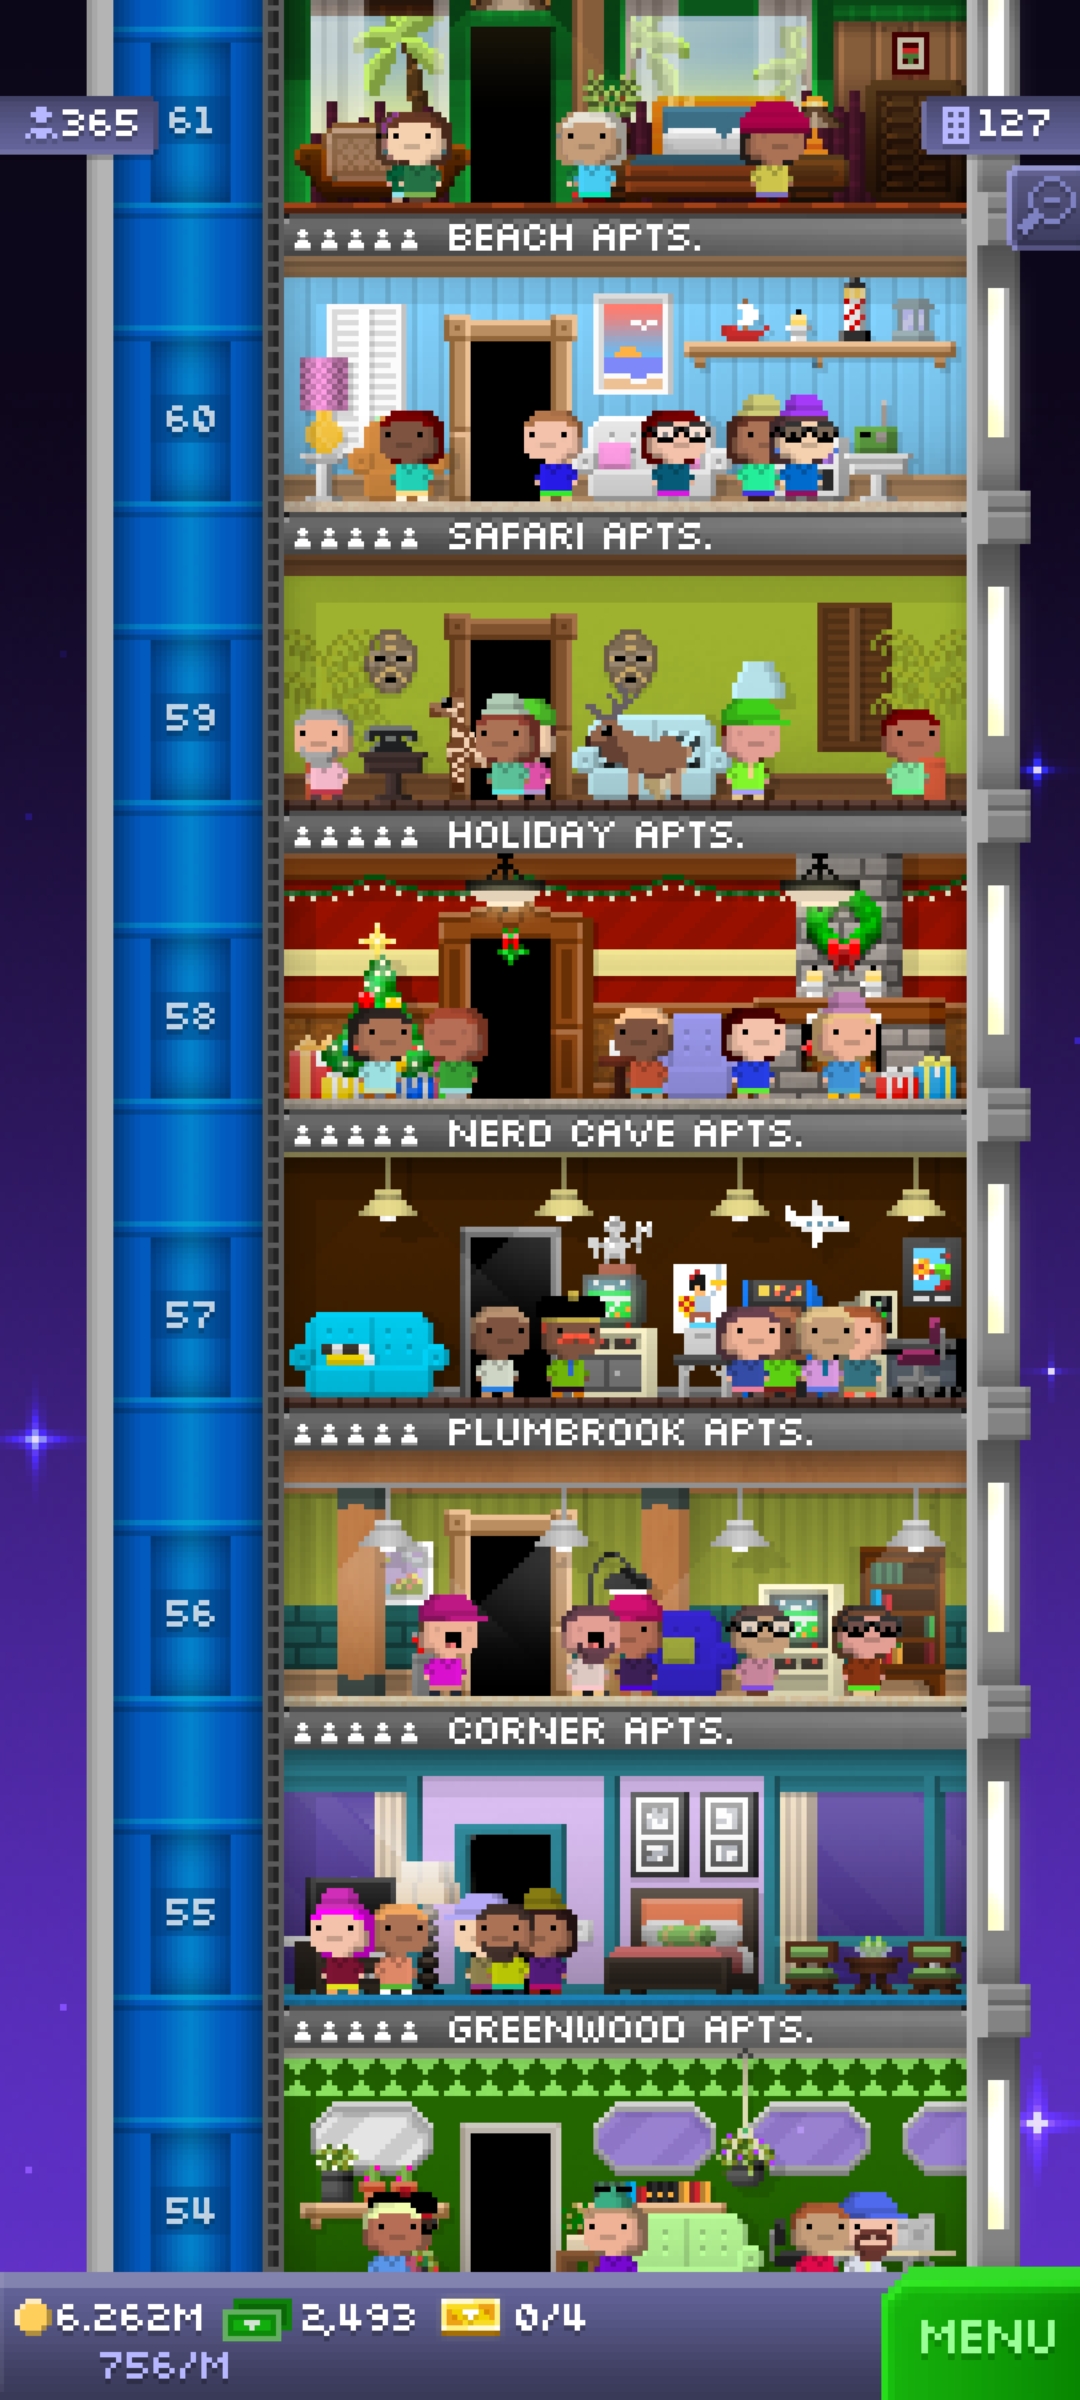 365
61
127
BEACH APTS.
60
SAFARI APTS.
59
HOLIDAY APTS.
58
NERD CAVE APTS.
57
PLUMBROOK APTS.
56
CORNER APTS.
55
GREENWOOD APTS.
54
6.262M 2,493 0/4
756/M
MENU